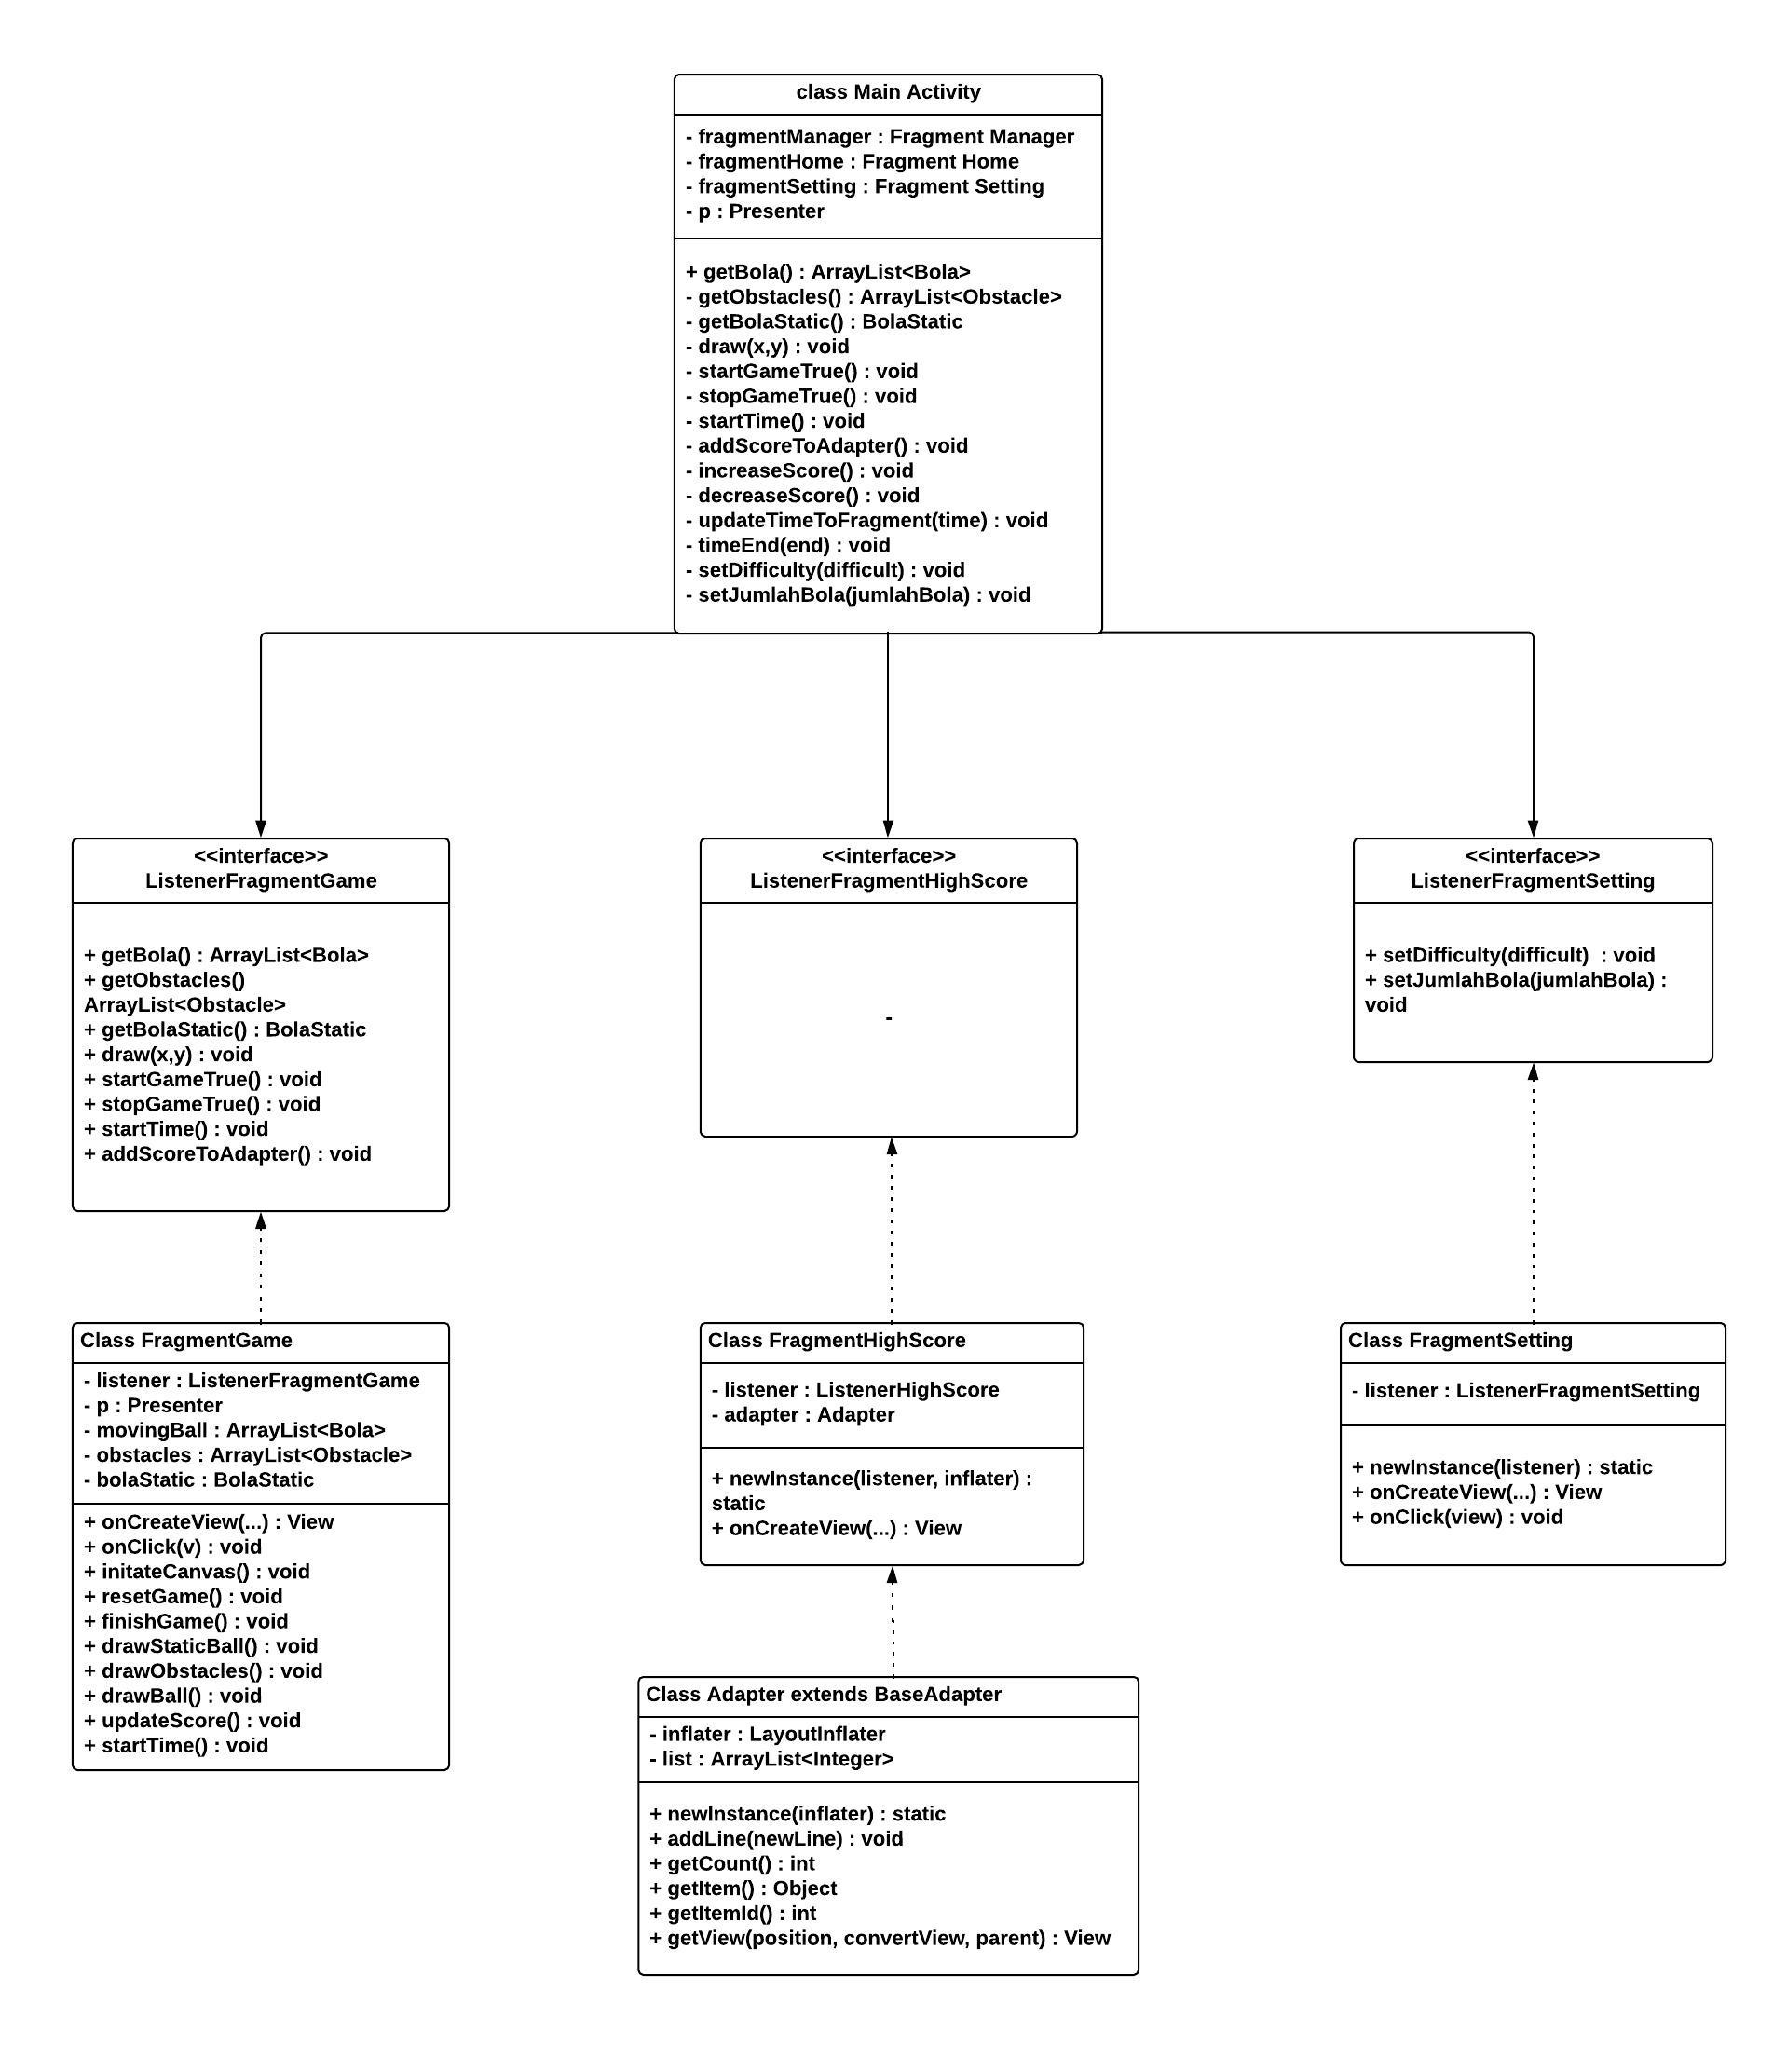 class Main Activity
- fragmentManager : Fragment Manager
- fragmentHome : Fragment Home
- fragmentSetting : Fragment Setting
- p : Presenter
+ getBola() : ArrayList<Bola>
- getObstacles() : ArrayList<Obstacle>
- getBolaStatic() : BolaStatic
- draw(x,y) : void
- startGameTrue() : void
- stopGameTrue() : void
- startTime() : void
- addScoreToAdapter() : void
- increaseScore() : void
- decreaseScore() : void
- updateTimeToFragment(time) : void
- timeEnd(end) : void
- setDifficulty(difficult) : void
- setJumlahBola(jumlahBola) : void
<<interface>>
ListenerFragmentGame
+ getBola() : ArrayList<Bola>
+ getObstacles()
ArrayList<Obstacle>
+ getBolaStatic() : BolaStatic
+ draw(x,y) : void
+ startGameTrue() : void
+ stopGameTrue() : void
+ startTime() : void
+ addScoreToAdapter() : void
<<interface>>
ListenerFragmentHighScore
-
<<interface>>
ListenerFragmentSetting
+ setDifficulty(difficult)  : void
+ setJumlahBola(jumlahBola) :
void
Class FragmentGame
- listener : ListenerFragmentGame
- p : Presenter
- movingBall : ArrayList<Bola>
- obstacles : ArrayList<Obstacle>
- bolaStatic : BolaStatic
+ onCreateView(...) : View
+ onClick(v) : void
+ initateCanvas() : void
+ resetGame() : void
+ finishGame() : void
+ drawStaticBall() : void
+ drawObstacles() : void
+ drawBall() : void
+ updateScore() : void
+ startTime() : void
Class FragmentHighScore
- listener : ListenerHighScore
- adapter : Adapter
+ newInstance(listener, inflater) :
static
+ onCreateView(...) : View
Class FragmentSetting
- listener : ListenerFragmentSetting
+ newInstance(listener) : static
+ onCreateView(...) : View
+ onClick(view) : void
Class Adapter extends BaseAdapter
- inflater : LayoutInflater
- list : ArrayList<Integer>
+ newInstance(inflater) : static
+ addLine(newLine) : void
+ getCount() : int
+ getItem() : Object
+ getItemId() : int
+ getView(position, convertView, parent) : View